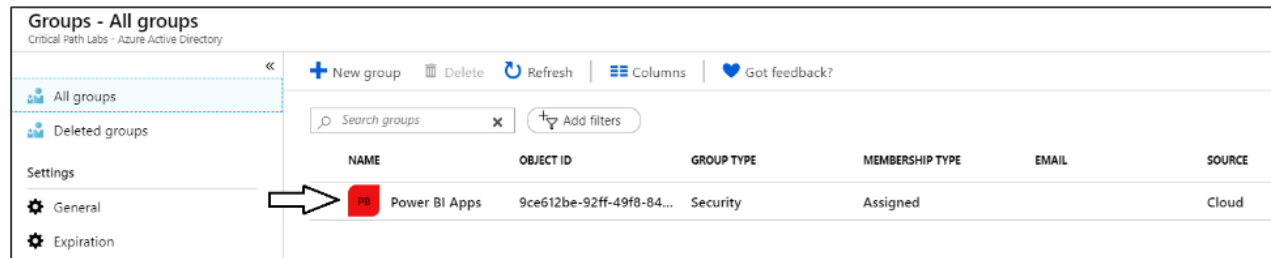 Groups - All groups
Critical Path Labs - Azure Active Directory
«
All groups
Deleted groups
Settings
General
Expiration
New group Delete Refresh Columns Got feedback?
Search groups Add filters
NAME OBJECT ID GROUP TYPE MEMBERSHIP TYPE EMAIL SOURCE
PB Power BI Apps 9ce612be-92ff-49f8-84... Security Assigned Cloud